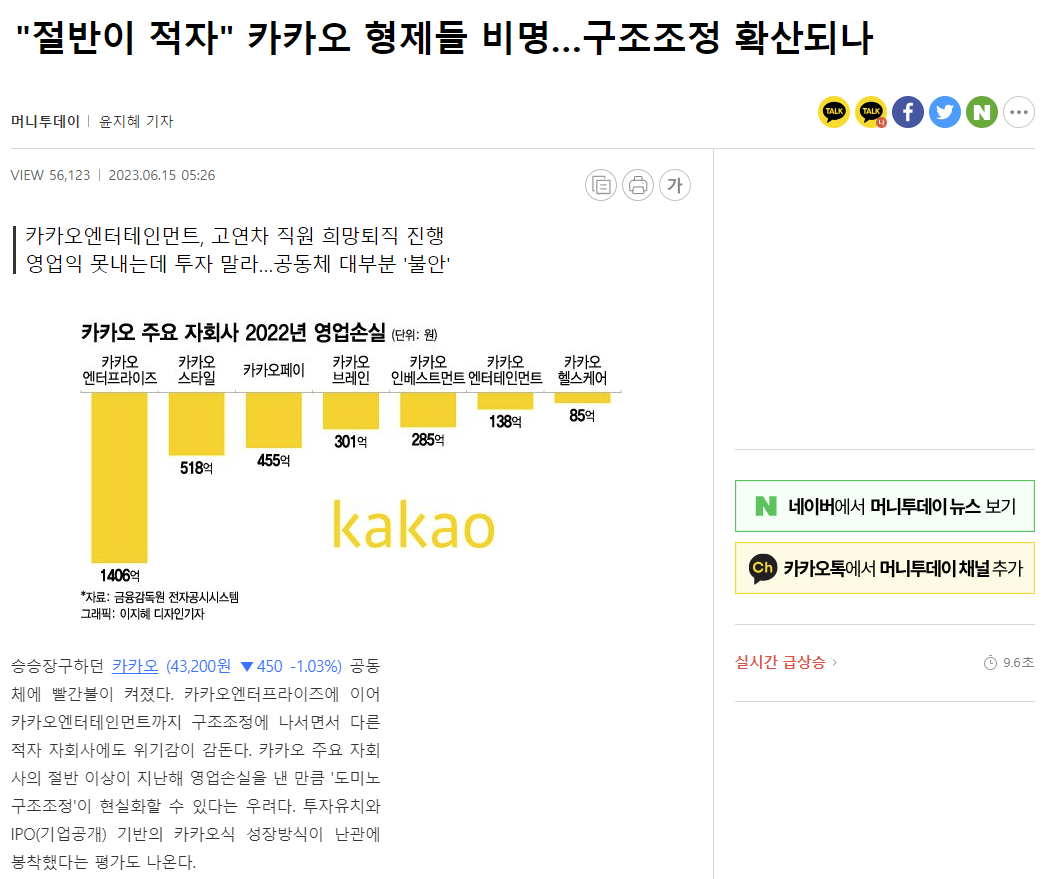 "절반이 적자" 카카오 형제들 비명...구조조정 확산되나
머니투데이 | 윤지혜 기자
TALK TALK f N
VIEW 56,123 | 2023.06.15 05:26
가
카카오엔터테인먼트, 고연차 직원 희망퇴직 진행
영업익 못내는데 투자 말라…공동체 대부분 '불안'
카카오 주요 자회사 2022년 영업손실 (단위: 원)
카카오 엔터프라이즈
카카오 스타일
카카오페이
카카오 브레인
카카오 인베스트먼트
카카오 엔터테인먼트
카카오 헬스케어
1406억
518억
455억
301억
285억
138억
85억
kakao
*자료: 금융감독원 전자공시시스템
그래픽: 이지혜 디자인기자
승승장구하던 카카오 (43,200원 ▼450 -1.03%) 공동
체에 빨간불이 켜졌다. 카카오엔터프라이즈에 이어
카카오엔터테인먼트까지 구조조정에 나서면서 다른
적자 자회사에도 위기감이 감돈다. 카카오 주요 자회
사의 절반 이상이 지난해 영업손실을 낸 만큼 '도미노
구조조정'이 현실화할 수 있다는 우려다. 투자유치와
IPO(기업공개) 기반의 카카오식 성장방식이 난관에
봉착했다는 평가도 나온다.
N 네이버에서 머니투데이 뉴스 보기
Ch 카카오톡에서 머니투데이 채널 추가
실시간 급상승 >
9.6초